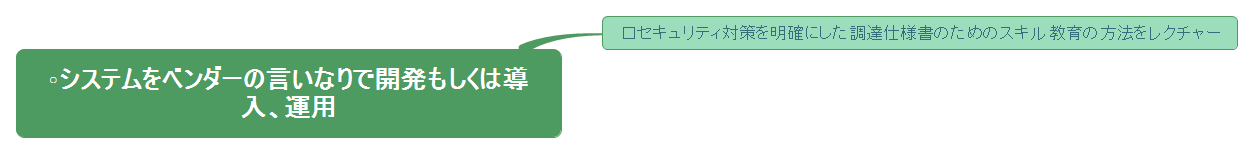 ◦システムをベンダーの言いなりで開発もしくは導
入、運用
口セキュリティ対策を明確にした調達仕様書のためのスキル教育の方法をレクチャー